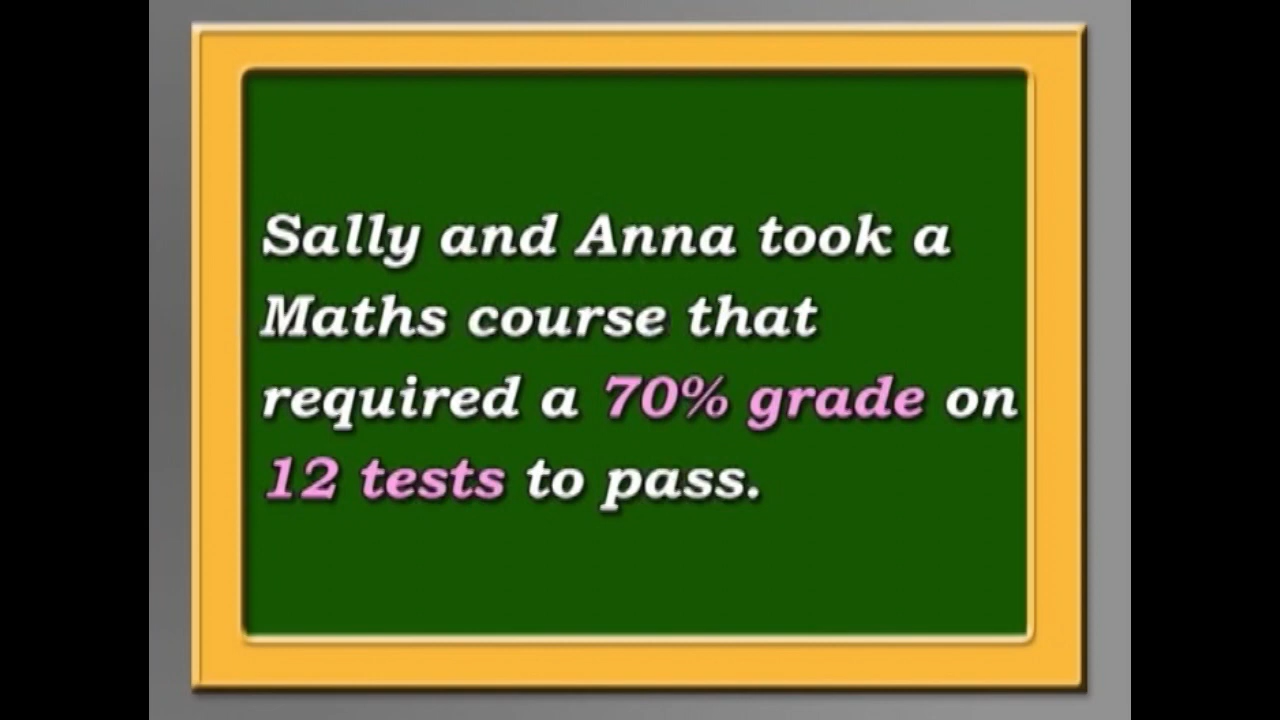 Sally and Anna took a
Maths course that
required a 70% grade on
12 tests to pass.